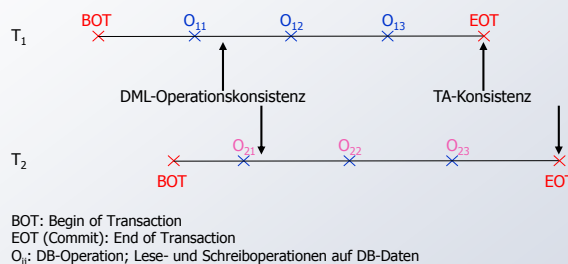 BOT O11 O12 O13 EOT
T1
DML-Operationskonsistenz TA-Konsistenz
O21 O22 O23
T2
BOT EOT
BOT: Begin of Transaction
EOT (Commit): End of Transaction
Oij: DB-Operation; Lese- und Schreiboperationen auf DB-Daten